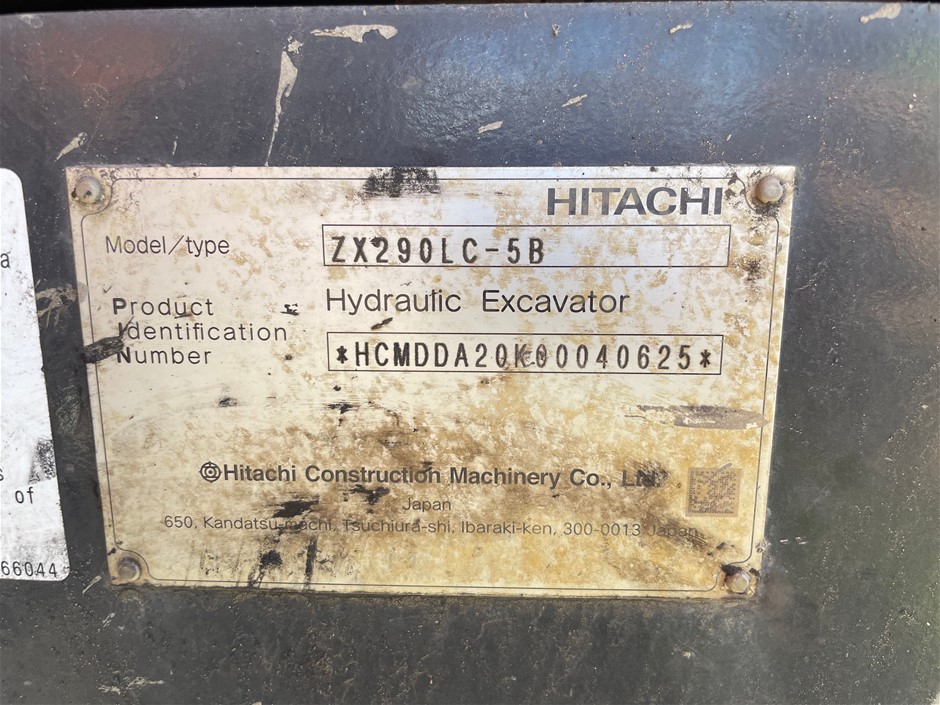 HITACHI
Model/type ZX290LC-5B
Product Hydraulic Excavator
Identification
Number *HCMDDA20K00040625*
Hitachi Construction Machinery Co., Ltd.
Japan
650, Kandatsu-machi, Tsuchiura-shi, Ibaraki-ken, 300-0013 Japan
a
s
of
66044